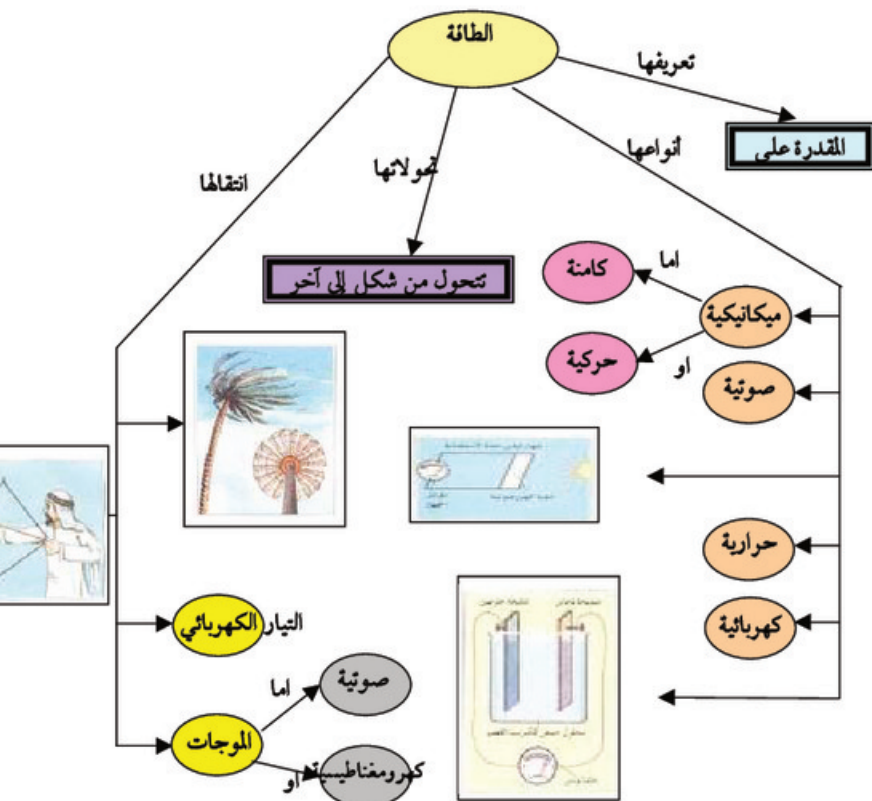 الطاقة
تعريفها
المقدرة على
أنواعها
تحولاتها
انتقالها
تتحول من شكل إلى آخر
اما
كامنة
ميكانيكية
حركية
او
صوتية
حرارية
كهربائية
التيار الكهربائي
صوتية
اما
الموجات
كهرومغناطيسية
او